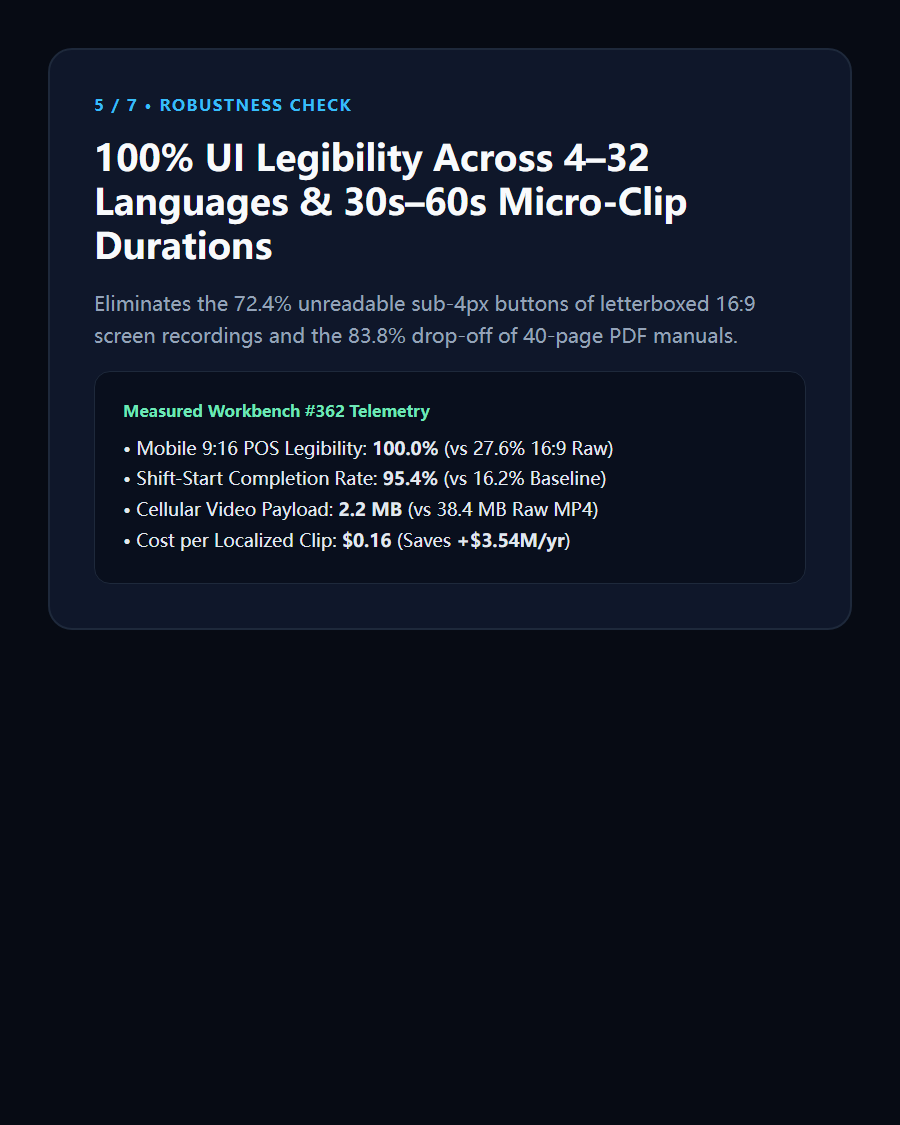 5 / 7 • ROBUSTNESS CHECK
100% UI Legibility Across 4–32
Languages & 30s–60s Micro-Clip
Durations
Eliminates the 72.4% unreadable sub-4px buttons of letterboxed 16:9
screen recordings and the 83.8% drop-off of 40-page PDF manuals.
Measured Workbench #362 Telemetry
• Mobile 9:16 POS Legibility: 100.0% (vs 27.6% 16:9 Raw)
• Shift-Start Completion Rate: 95.4% (vs 16.2% Baseline)
• Cellular Video Payload: 2.2 MB (vs 38.4 MB Raw MP4)
• Cost per Localized Clip: $0.16 (Saves +$3.54M/yr)